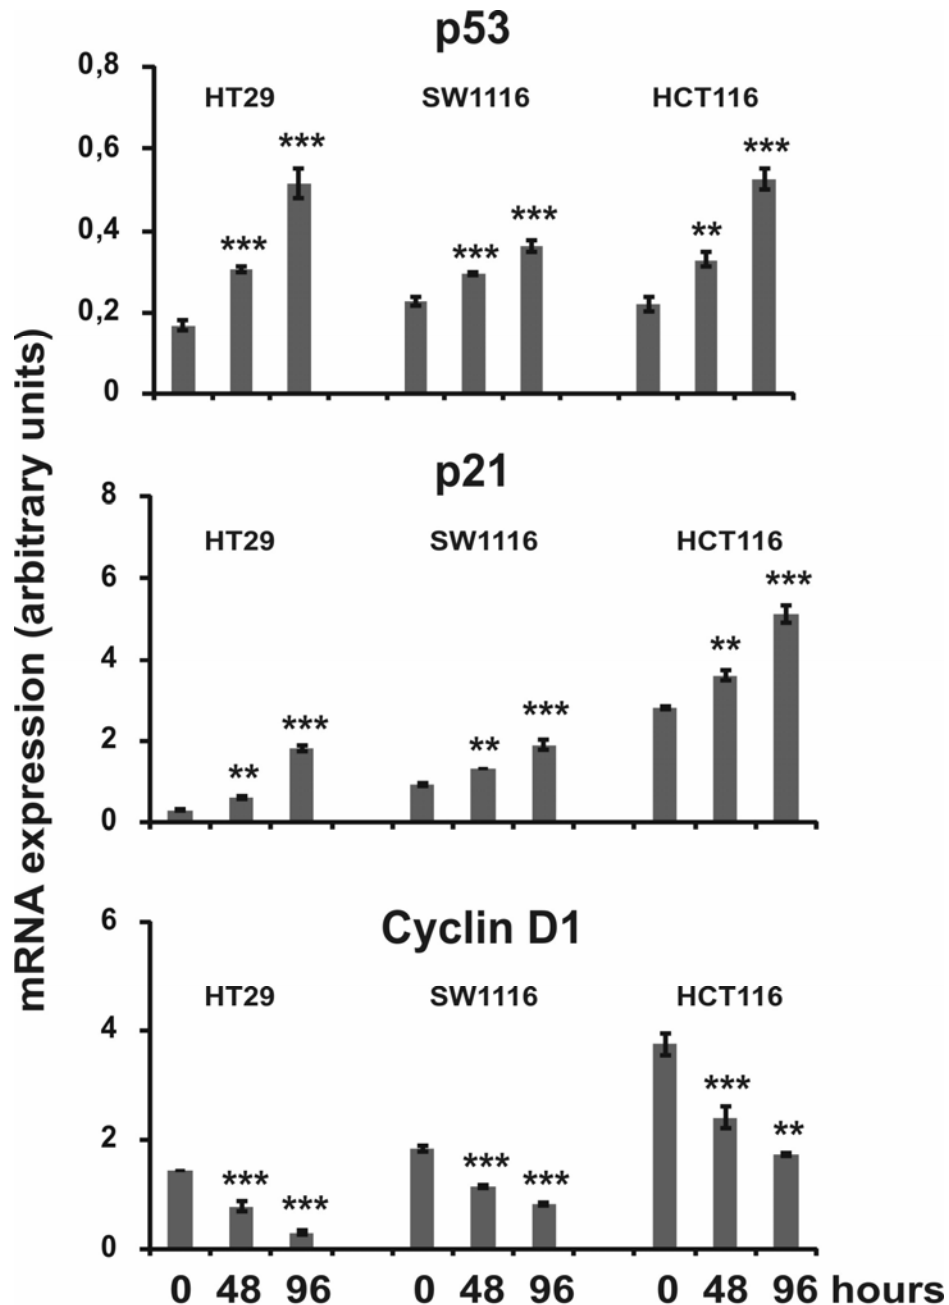 p53
0,8
HT29 SW1116 HCT116
0,6
*** *** ***
0,4
*** *** **
0,2
0
mRNA expression (arbitrary units)
p21
8
HT29 SW1116 HCT116
6
***
4
**
2
*** ***
** **
0
Cyclin D1
6
HT29 SW1116 HCT116
4
***
2
**
*** *** ***
***
0
0 48 96 0 48 96 0 48 96 hours